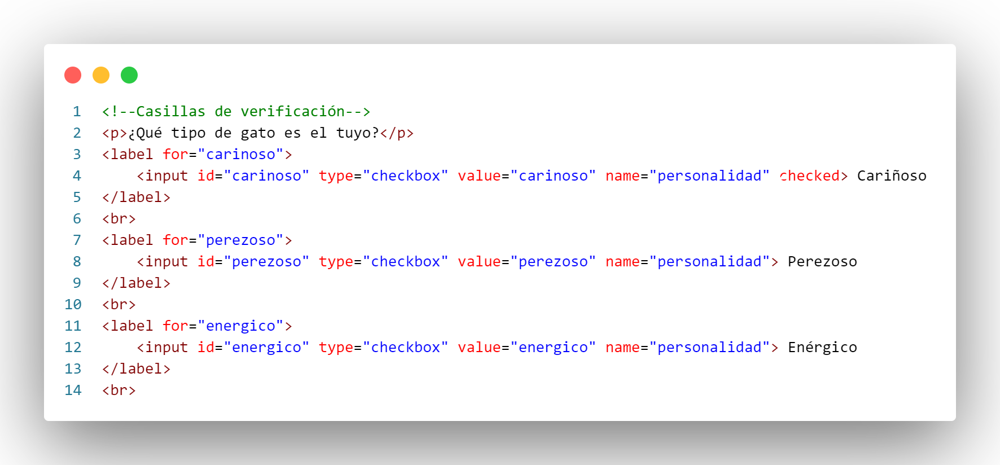 1 <!--Casillas de verificación-->
2 <p>¿Qué tipo de gato es el tuyo?</p>
3 <label for="carinoso">
4     <input id="carinoso" type="checkbox" value="carinoso" name="personalidad" checked> Cariñoso
5 </label>
6 <br>
7 <label for="perezoso">
8     <input id="perezoso" type="checkbox" value="perezoso" name="personalidad"> Perezoso
9 </label>
10 <br>
11 <label for="energico">
12     <input id="energico" type="checkbox" value="energico" name="personalidad"> Enérgico
13 </label>
14 <br>